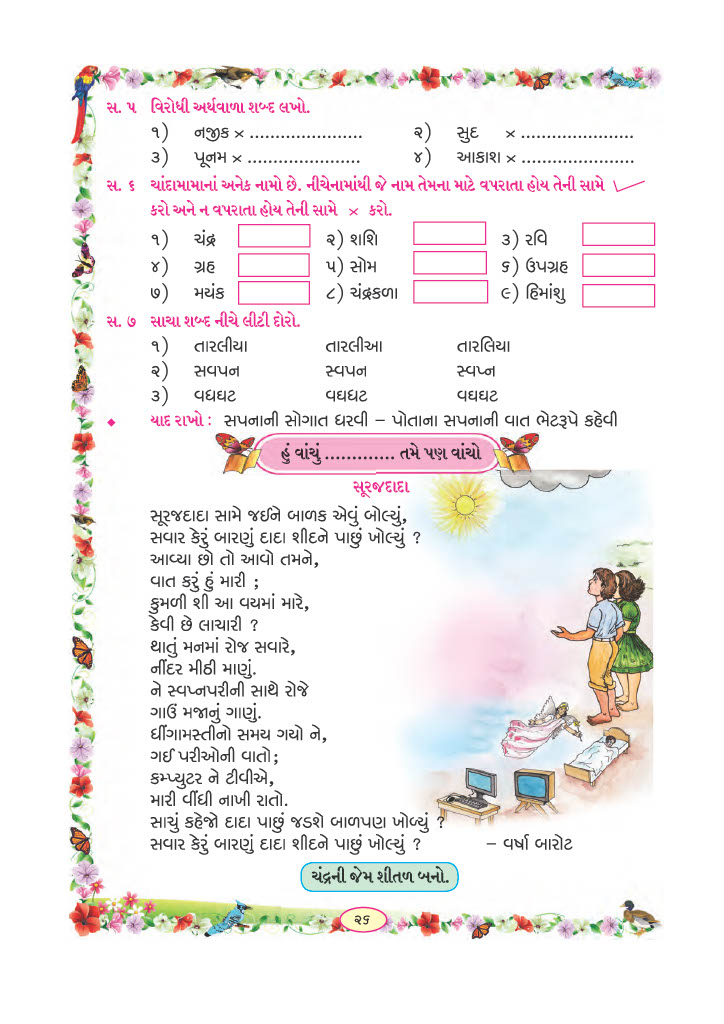 સ. ૫ વિરોધી અર્થવાળા શબ્દ લખો.
૧) નજીક × ...................... ૨) સુદ × ......................
૩) પૂનમ × ...................... ૪) આકાશ × ......................
સ. ૬ ચાંદામામાનાં અનેક નામો છે. નીચેનામાંથી જે નામ તેમના માટે વપરાતા હોય તેની સામે ✓
કરો અને ન વપરાતા હોય તેની સામે × કરો.
૧) ચંદ્ર ૨) શશિ ૩) રવિ
૪) ગ્રહ ૫) સોમ ૬) ઉપગ્રહ
૭) મયંક ૮) ચંદ્રકળા ૯) હિમાંશુ
સ. ૭ સાચા શબ્દ નીચે લીટી દોરો.
૧) તારલીયા તારલીઆ તારલિયા
૨) સવપન સ્વપન સ્વપ્ન
૩) વધઘટ વધધટ વઘઘટ
◆ યાદ રાખો : સપનાની સોગાત ધરવી – પોતાના સપનાની વાત ભેટરૂપે કહેવી
હું વાંચું ............. તમે પણ વાંચો
સૂરજદાદા
સૂરજદાદા સામે જઈને બાળક એવું બોલ્યું,
સવાર કેરું બારણું દાદા શીદને પાછું ખોલ્યું ?
આવ્યા છો તો આવો તમને,
વાત કરું હું મારી ;
કુમળી શી આ વયમાં મારે,
કેવી છે લાચારી ?
થાતું મનમાં રોજ સવારે,
નીંદર મીઠી માણું.
ને સ્વપ્નપરીની સાથે રોજે
ગાઉં મજાનું ગાણું.
ધીંગામસ્તીનો સમય ગયો ને,
ગઈ પરીઓની વાતો;
કમ્પ્યુટર ને ટીવીએ,
મારી વીંધી નાખી રાતો.
સાચું કહેજો દાદા પાછું જડશે બાળપણ ખોવ્યું ?
સવાર કેરું બારણું દાદા શીદને પાછું ખોલ્યું ? – વર્ષા બારોટ
ચંદ્રની જેમ શીતળ બનો.
૨૬